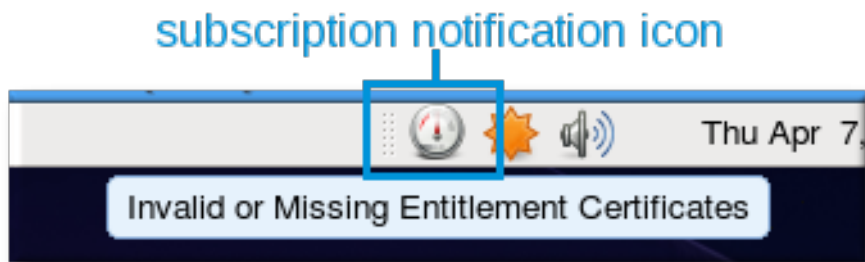 subscription notification icon
Thu Apr 7,
Invalid or Missing Entitlement Certificates